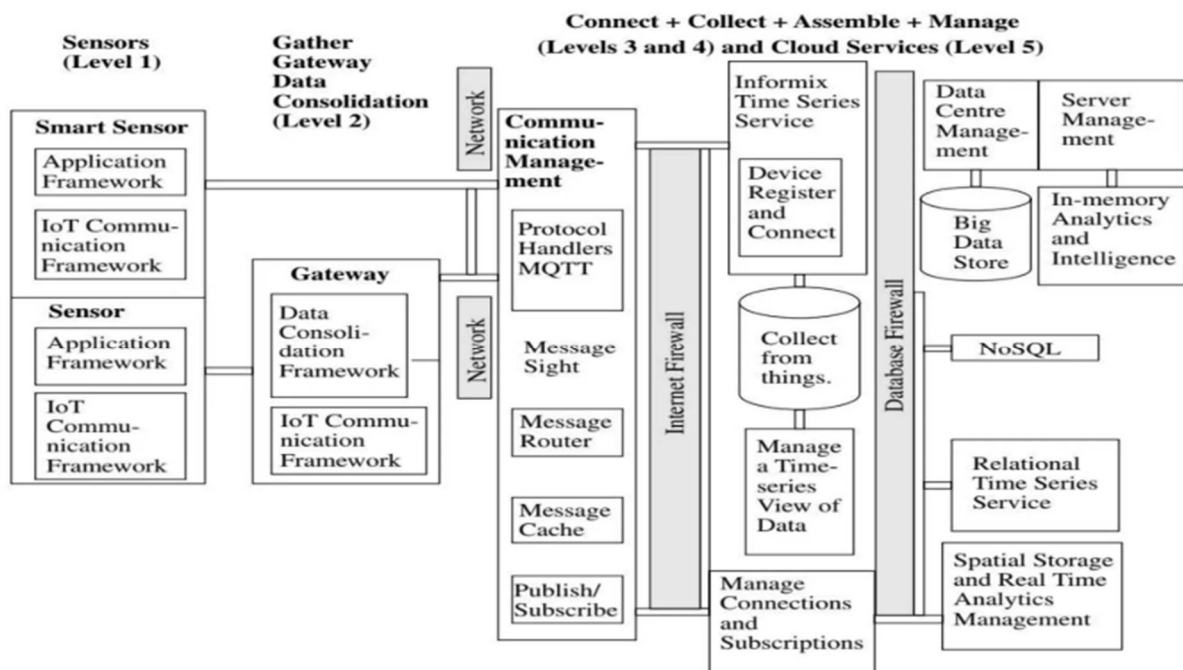 Connect + Collect + Assemble + Manage
(Levels 3 and 4) and Cloud Services (Level 5)
Sensors
(Level 1)
Gather
Gateway
Data
Consolidation
(Level 2)
Smart Sensor
Application
Framework
IoT Commu-
nication
Framework
Sensor
Application
Framework
IoT
Commu-
nication
Framework
Gateway
Data
Consoli-
dation
Framework
IoT Commu-
nication
Framework
Network
Network
Commu-
nication
Manage-
ment
Protocol
Handlers
MQTT
Message
Sight
Message
Router
Message
Cache
Publish/
Subscribe
Internet Firewall
Informix
Time Series
Service
Device
Register
and
Connect
Collect
from
things.
Manage
a Time-
series
View of
Data
Manage
Connections
and
Subscriptions
Database Firewall
Data
Centre
Manage-
ment
Server
Manage-
ment
Big
Data
Store
In-memory
Analytics
and
Intelligence
NoSQL
Relational
Time Series
Service
Spatial Storage
and Real Time
Analytics
Management